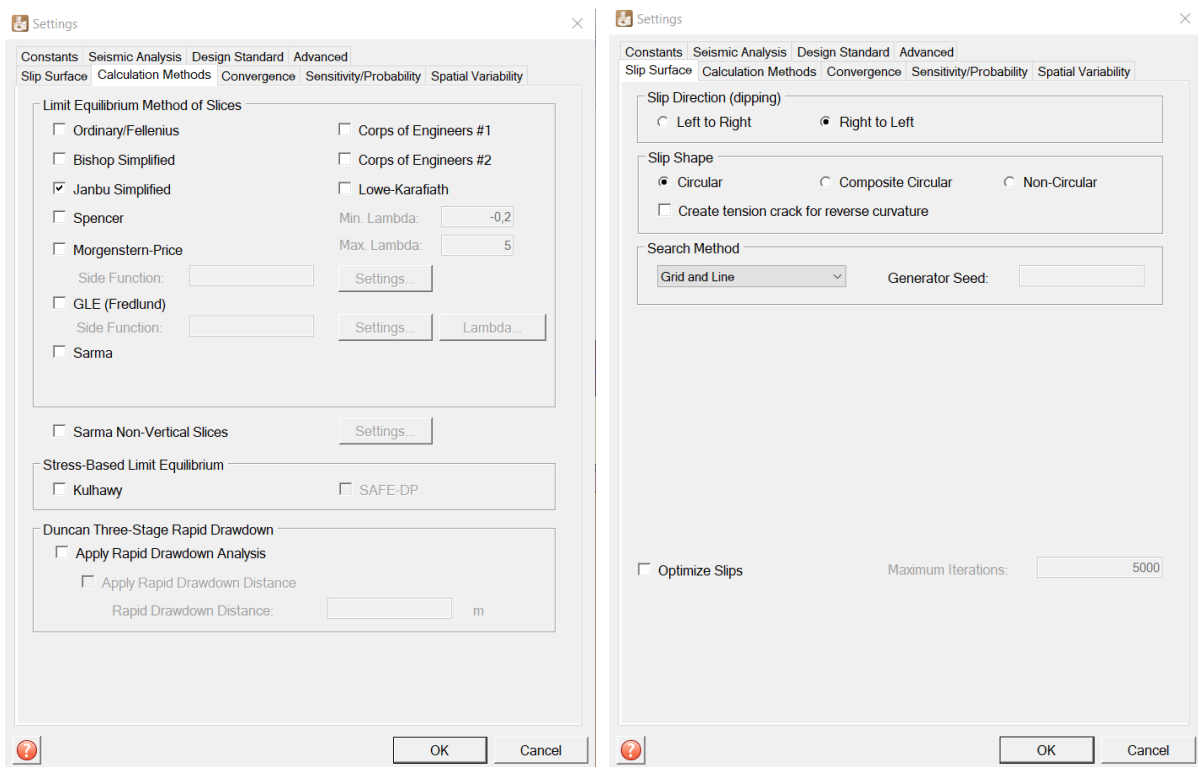 Settings
Constants Seismic Analysis Design Standard Advanced
Slip Surface Calculation Methods Convergence Sensitivity/Probability Spatial Variability
Limit Equilibrium Method of Slices
Ordinary/Fellenius Corps of Engineers #1
Bishop Simplified Corps of Engineers #2
Janbu Simplified Lowe-Karafiath
Spencer Min. Lambda: -0,2
Morgenstern-Price Max. Lambda: 5
Side Function: Settings...
GLE (Fredlund)
Side Function: Settings... Lambda...
Sarma
Sarma Non-Vertical Slices Settings...
Stress-Based Limit Equilibrium
Kulhawy SAFE-DP
Duncan Three-Stage Rapid Drawdown
Apply Rapid Drawdown Analysis
Apply Rapid Drawdown Distance
Rapid Drawdown Distance: m
? OK Cancel
Settings
Constants Seismic Analysis Design Standard Advanced
Slip Surface Calculation Methods Convergence Sensitivity/Probability Spatial Variability
Slip Direction (dipping)
Left to Right Right to Left
Slip Shape
Circular Composite Circular Non-Circular
Create tension crack for reverse curvature
Search Method
Grid and Line Generator Seed:
Optimize Slips Maximum Iterations: 5000
? OK Cancel